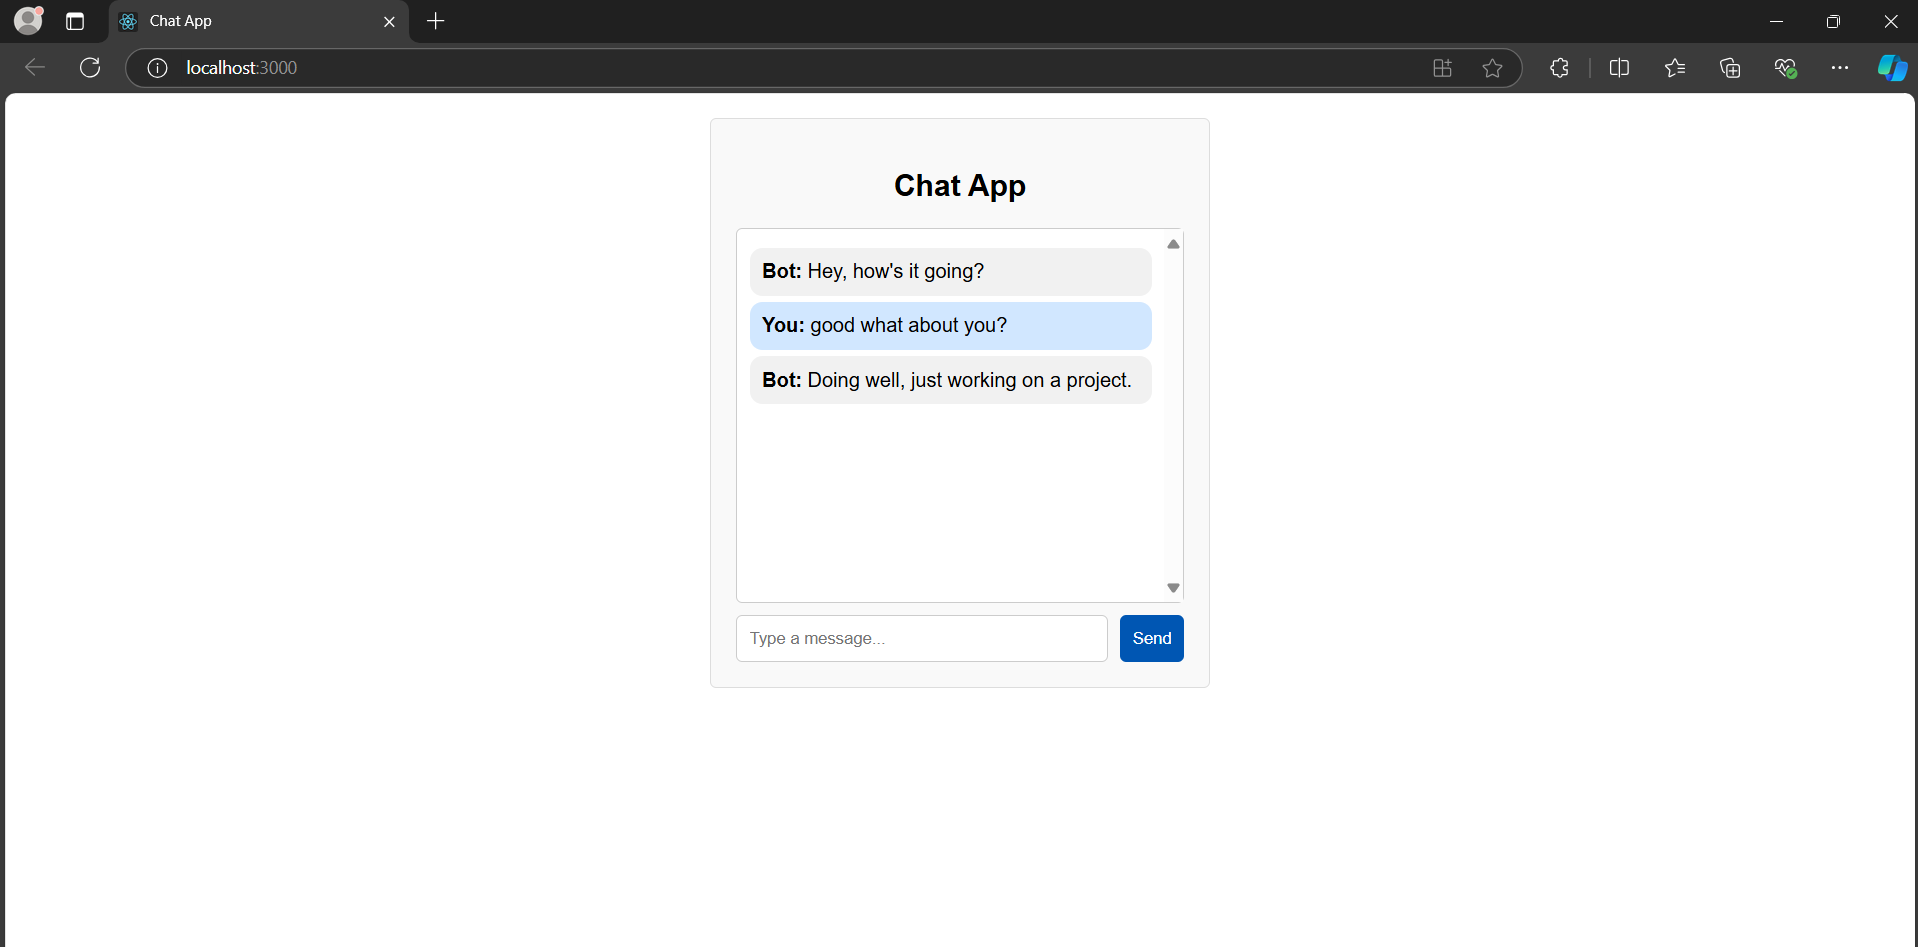 Chat App
localhost:3000
Chat App
Bot: Hey, how's it going?
You: good what about you?
Bot: Doing well, just working on a project.
Type a message...
Send